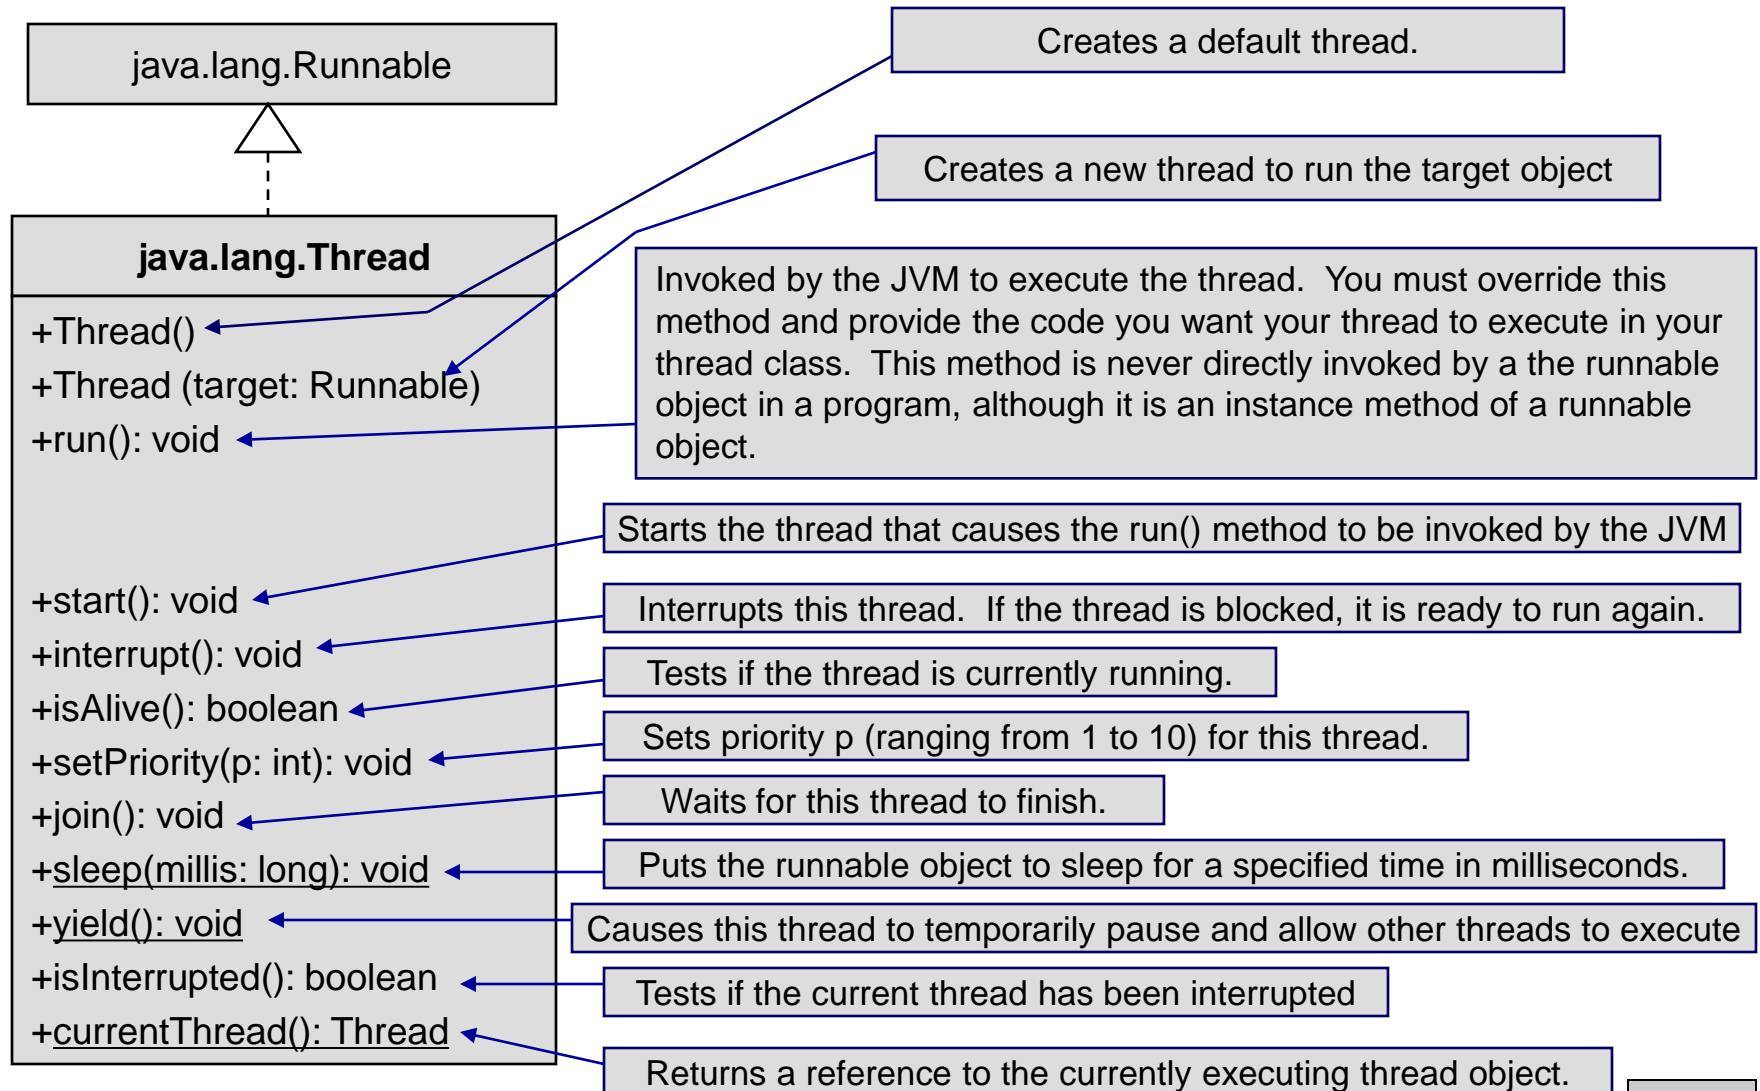 java.lang.Runnable
java.lang.Thread
+Thread()
+Thread (target: Runnable)
+run(): void
+start(): void
+interrupt(): void
+isAlive(): boolean
+setPriority(p: int): void
+join(): void
+sleep(millis: long): void
+yield(): void
+isInterrupted(): boolean
+currentThread(): Thread
Creates a default thread.
Creates a new thread to run the target object
Invoked by the JVM to execute the thread.  You must override this
method and provide the code you want your thread to execute in your
thread class.  This method is never directly invoked by a the runnable
object in a program, although it is an instance method of a runnable
object.
Starts the thread that causes the run() method to be invoked by the JVM
Interrupts this thread.  If the thread is blocked, it is ready to run again.
Tests if the thread is currently running.
Sets priority p (ranging from 1 to 10) for this thread.
Waits for this thread to finish.
Puts the runnable object to sleep for a specified time in milliseconds.
Causes this thread to temporarily pause and allow other threads to execute
Tests if the current thread has been interrupted
Returns a reference to the currently executing thread object.